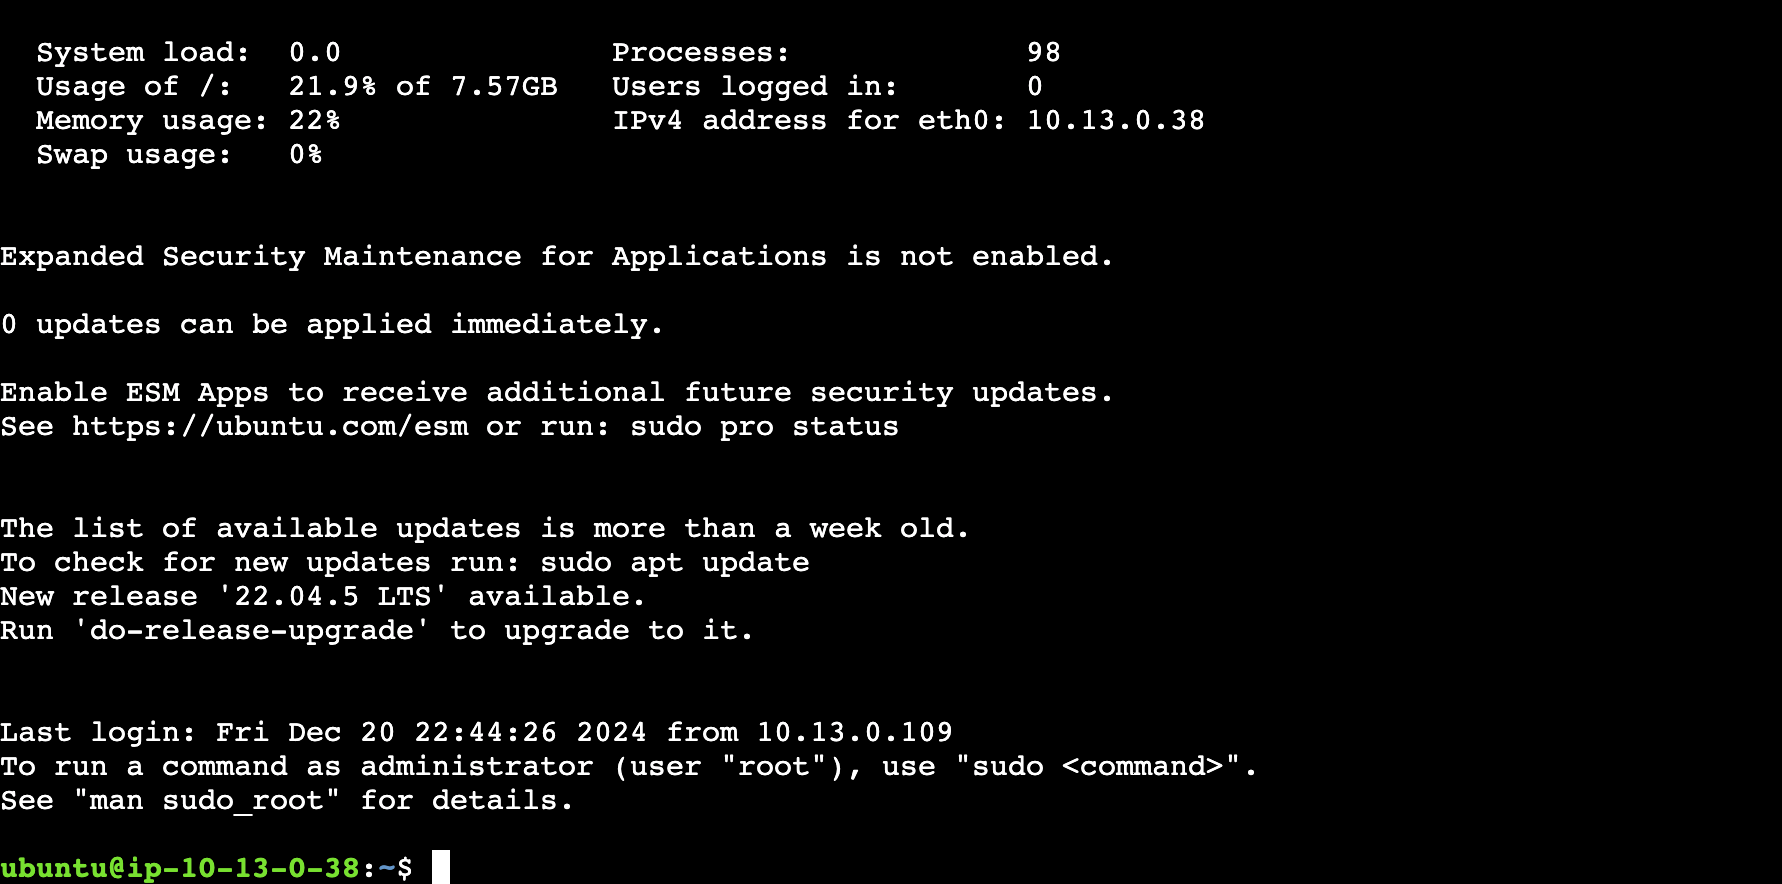 System load:  0.0               Processes:             98
Usage of /:   21.9% of 7.57GB   Users logged in:       0
Memory usage: 22%               IPv4 address for eth0: 10.13.0.38
Swap usage:   0%
Expanded Security Maintenance for Applications is not enabled.
0 updates can be applied immediately.
Enable ESM Apps to receive additional future security updates.
See https://ubuntu.com/esm or run: sudo pro status
The list of available updates is more than a week old.
To check for new updates run: sudo apt update
New release '22.04.5 LTS' available.
Run 'do-release-upgrade' to upgrade to it.
Last login: Fri Dec 20 22:44:26 2024 from 10.13.0.109
To run a command as administrator (user "root"), use "sudo <command>".
See "man sudo_root" for details.
ubuntu@ip-10-13-0-38:~$